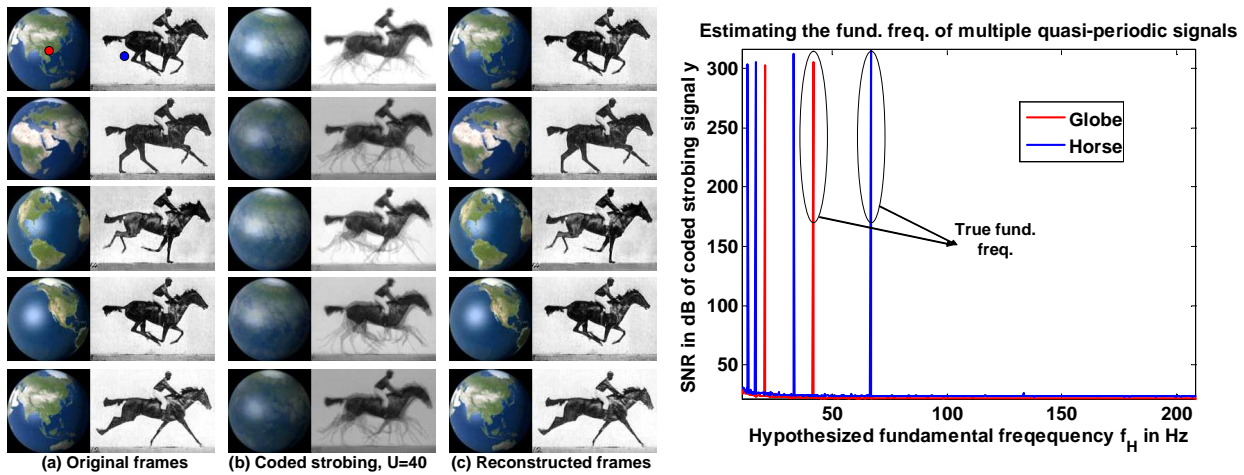 (a) Original frames
(b) Coded strobing, U=40
(c) Reconstructed frames
Estimating the fund. freq. of multiple quasi-periodic signals
SNR in dB of coded strobing signal y
300
250
200
150
100
50
Globe
Horse
True fund.
freq.
50
100
150
200
Hypothesized fundamental freqequency f_H in Hz